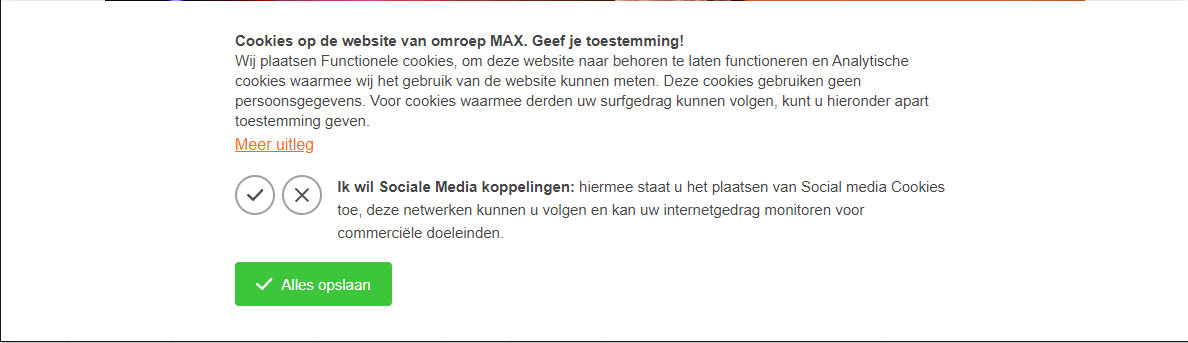 Cookies op de website van omroep MAX. Geef je toestemming!
Wij plaatsen Functionele cookies, om deze website naar behoren te laten functioneren en Analytische
cookies waarmee wij het gebruik van de website kunnen meten. Deze cookies gebruiken geen
persoonsgegevens. Voor cookies waarmee derden uw surfgedrag kunnen volgen, kunt u hieronder apart
toestemming geven.
Meer uitleg
Ik wil Sociale Media koppelingen: hiermee staat u het plaatsen van Social media Cookies
toe, deze netwerken kunnen u volgen en kan uw internetgedrag monitoren voor
commerciële doeleinden.
Alles opslaan